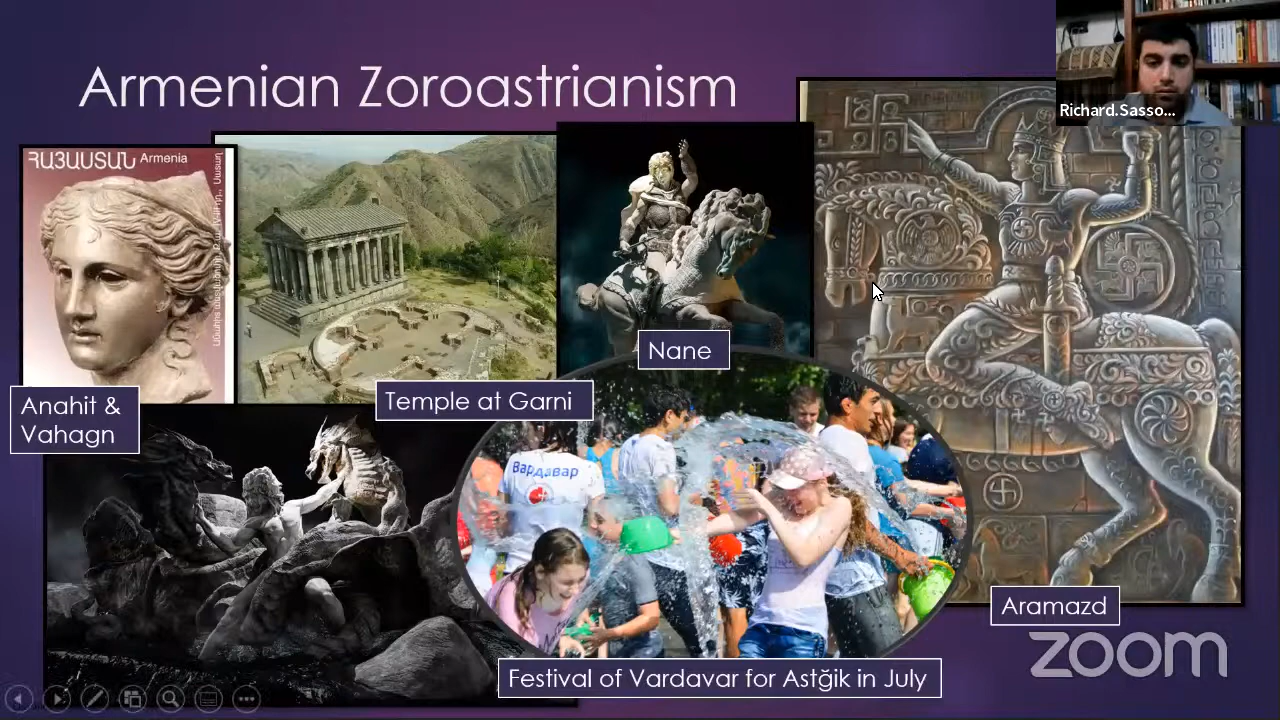 Armenian Zoroastrianism
Richard.Sasso...
ՀԱՅԱՍՏԱՆ Armenia
Nane
Anahit &
Vahagn
Temple at Garni
Вардавар
Aramazd
Festival of Vardavar for Astğik in July
zoom